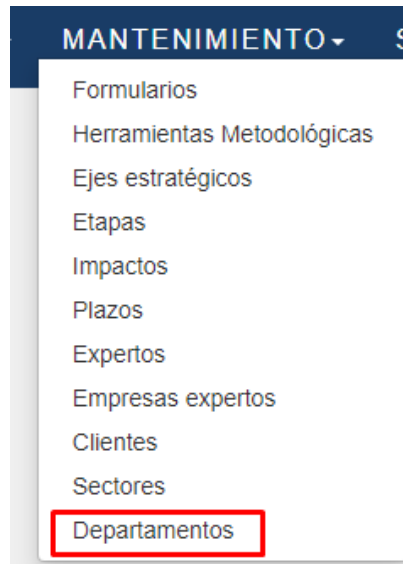 MANTENIMIENTO
Formularios
Herramientas Metodológicas
Ejes estratégicos
Etapas
Impactos
Plazos
Expertos
Empresas expertos
Clientes
Sectores
Departamentos